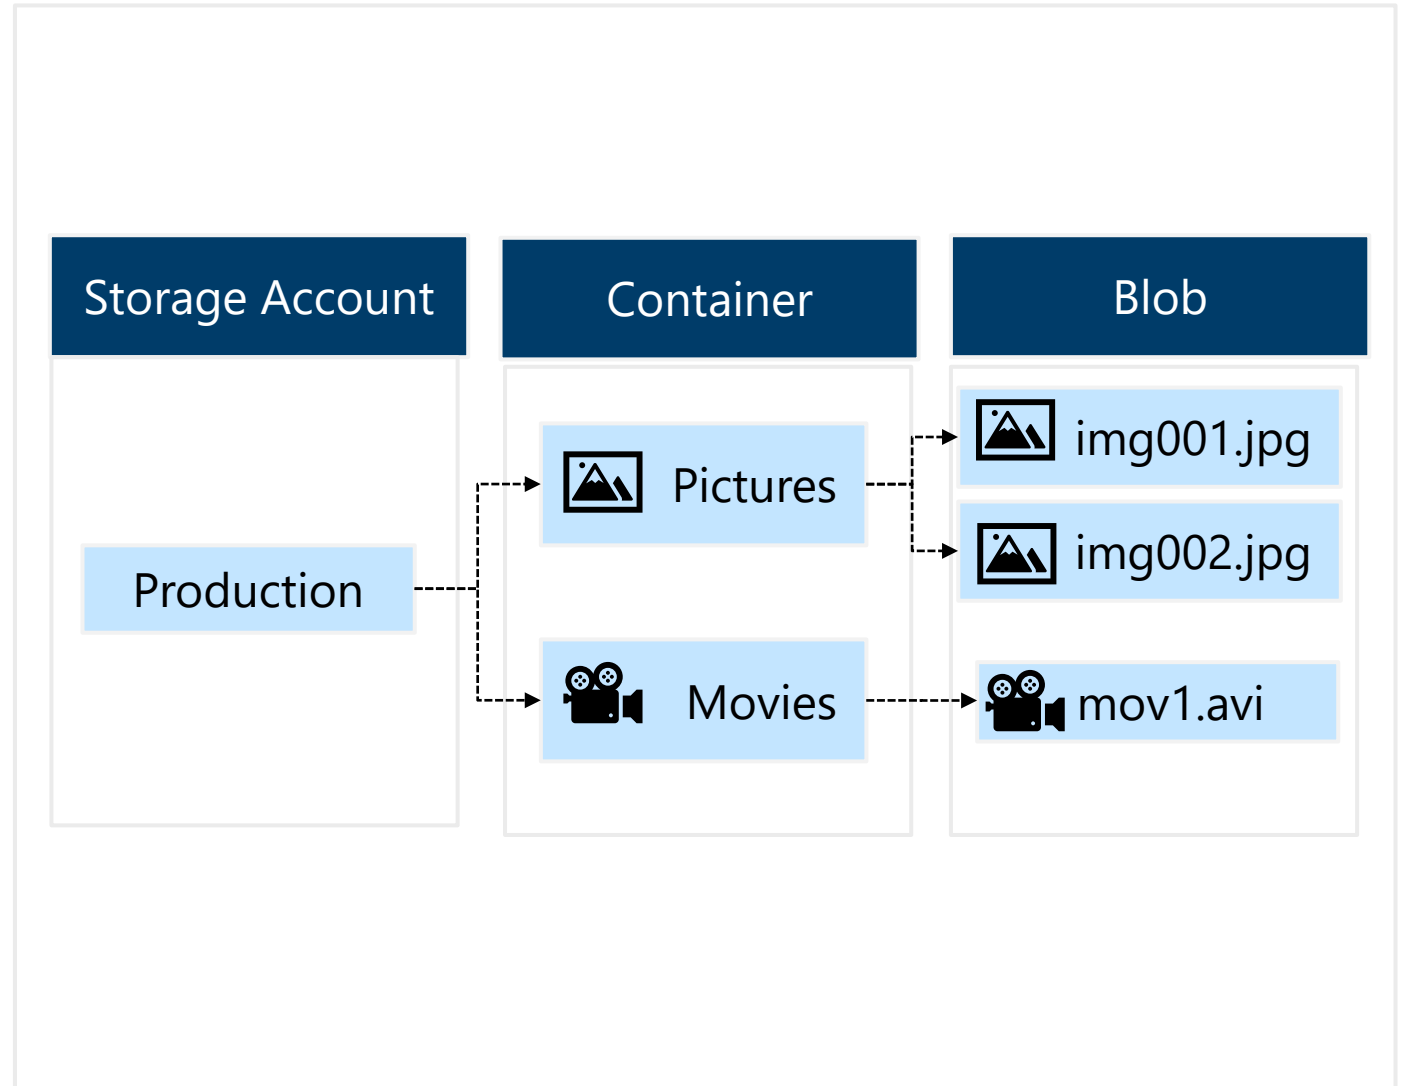 Storage Account
Container
Blob
Production
Pictures
Movies
img001.jpg
img002.jpg
mov1.avi